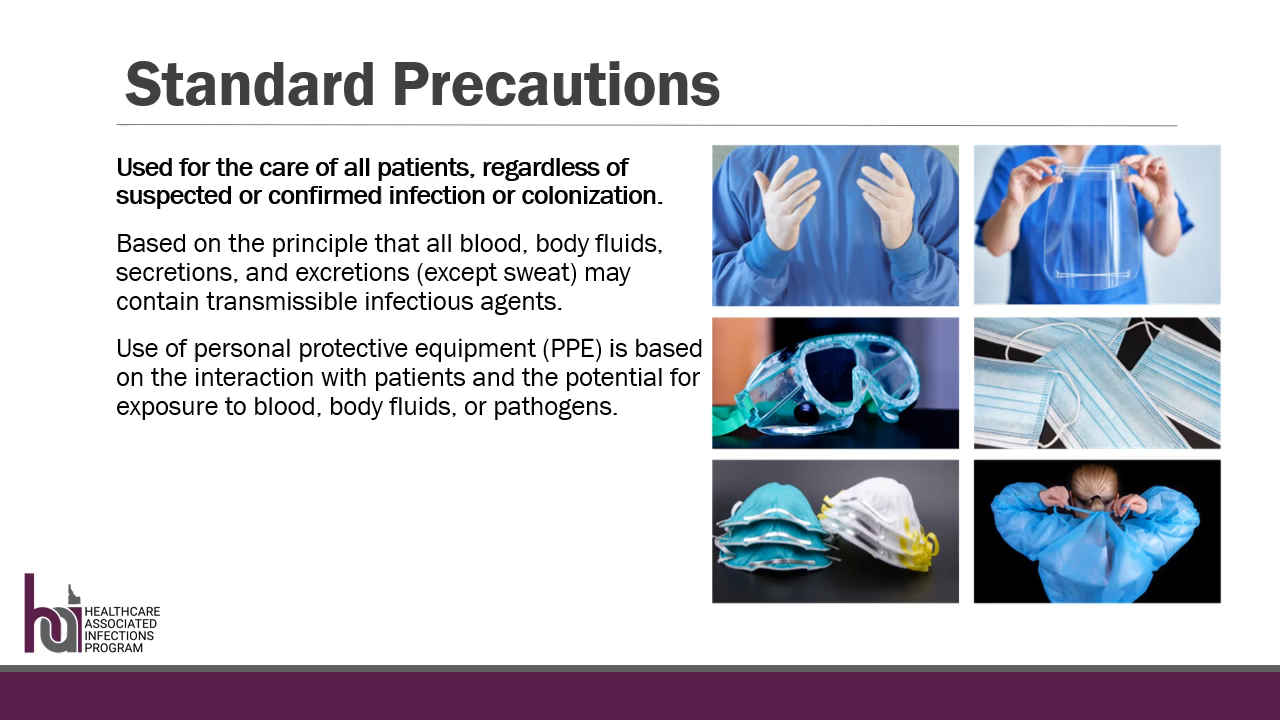 Standard Precautions
Used for the care of all patients, regardless of
suspected or confirmed infection or colonization.
Based on the principle that all blood, body fluids,
secretions, and excretions (except sweat) may
contain transmissible infectious agents.
Use of personal protective equipment (PPE) is based
on the interaction with patients and the potential for
exposure to blood, body fluids, or pathogens.
hai
HEALTHCARE
ASSOCIATED
INFECTIONS
PROGRAM